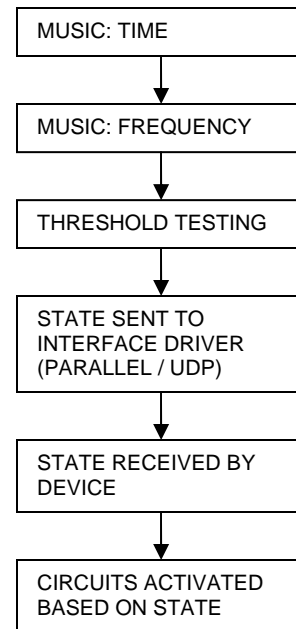 MUSIC: TIME
MUSIC: FREQUENCY
THRESHOLD TESTING
STATE SENT TO
INTERFACE DRIVER
(PARALLEL / UDP)
STATE RECEIVED BY
DEVICE
CIRCUITS ACTIVATED
BASED ON STATE